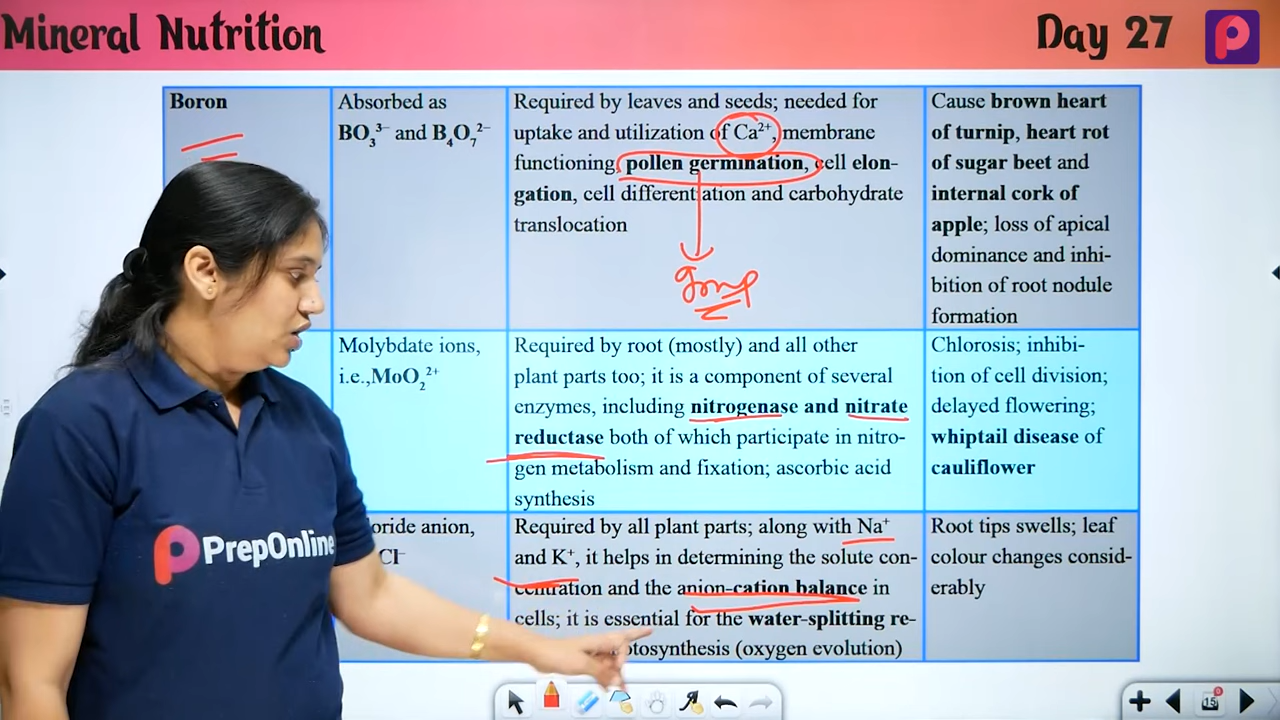 Mineral Nutrition
Day 27
Boron
Absorbed as
BO₃³⁻ and B₄O₇²⁻
Required by leaves and seeds; needed for
uptake and utilization of Ca²⁺, membrane
functioning, pollen germination, cell elon-
gation, cell differentiation and carbohydrate
translocation
Cause brown heart
of turnip, heart rot
of sugar beet and
internal cork of
apple; loss of apical
dominance and inhi-
bition of root nodule
formation
Molybdate ions,
i.e.,MoO₂²⁺
Required by root (mostly) and all other
plant parts too; it is a component of several
enzymes, including nitrogenase and nitrate
reductase both of which participate in nitro-
gen metabolism and fixation; ascorbic acid
synthesis
Chlorosis; inhibi-
tion of cell division;
delayed flowering;
whiptail disease of
cauliflower
oride anion,
Cl⁻
Required by all plant parts; along with Na⁺
and K⁺, it helps in determining the solute con-
centration and the anion-cation balance in
cells; it is essential for the water-splitting re-
otosynthesis (oxygen evolution)
Root tips swells; leaf
colour changes consid-
erably
PrepOnline
15